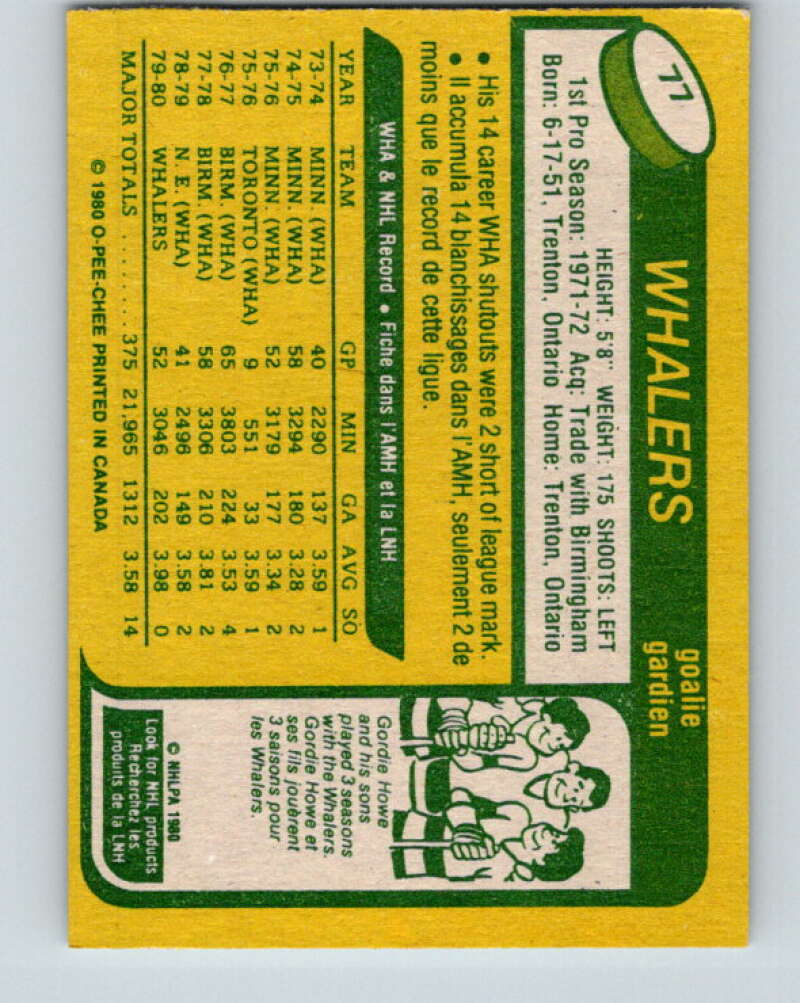 77
WHALERS
goalie
gardien
HEIGHT: 5'8" WEIGHT: 175 SHOOTS: LEFT
1st Pro Season: 1971-72 Acq: Trade with Birmingham
Born: 6-17-51, Trenton, Ontario Home: Trenton, Ontario
• His 14 career WHA shutouts were 2 short of league mark.
• Il accumula 14 blanchissages dans l'AMH, seulement 2 de
moins que le record de cette ligue.
WHA & NHL Record • Fiche dans l'AMH et la LNH
YEAR TEAM GP MIN GA AVG SO
73-74 MINN. (WHA) 40 2290 137 3.59 1
74-75 MINN. (WHA) 58 3294 180 3.28 2
75-76 MINN. (WHA) 52 3179 177 3.34 2
75-76 TORONTO (WHA) 9 551 33 3.59 1
76-77 BIRM. (WHA) 65 3803 224 3.53 4
77-78 BIRM. (WHA) 58 3306 210 3.81 2
78-79 N. E. (WHA) 41 2496 149 3.58 2
79-80 WHALERS 52 3046 202 3.98 0
MAJOR TOTALS ........ 375 21,965 1312 3.58 14
© 1980 O-PEE-CHEE PRINTED IN CANADA
Gordie Howe
and his sons
played 3 seasons
with the Whalers.
Gordie Howe et
ses fils jouèrent
3 saisons pour
les Whalers.
© NHLPA 1980
Look for NHL products
Recherchez les
produits de la LNH